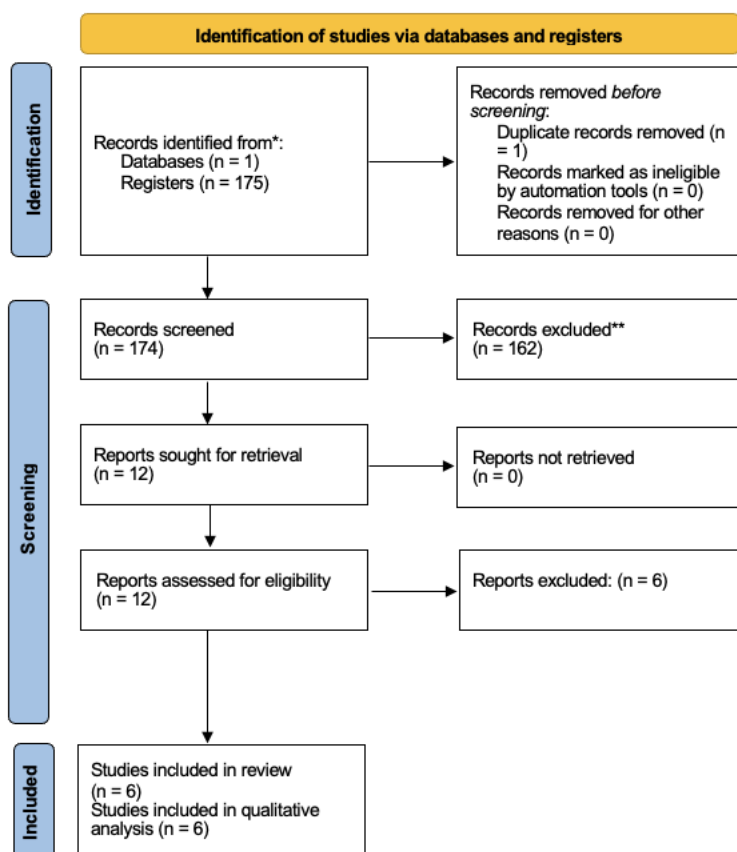 Identification of studies via databases and registers
Identification
Records identified from*:
Databases (n = 1)
Registers (n = 175)
Records removed before
screening:
Duplicate records removed (n
= 1)
Records marked as ineligible
by automation tools (n = 0)
Records removed for other
reasons (n = 0)
Screening
Records screened
(n = 174)
Records excluded**
(n = 162)
Reports sought for retrieval
(n = 12)
Reports not retrieved
(n = 0)
Reports assessed for eligibility
(n = 12)
Reports excluded: (n = 6)
Included
Studies included in review
(n = 6)
Studies included in qualitative
analysis (n = 6)